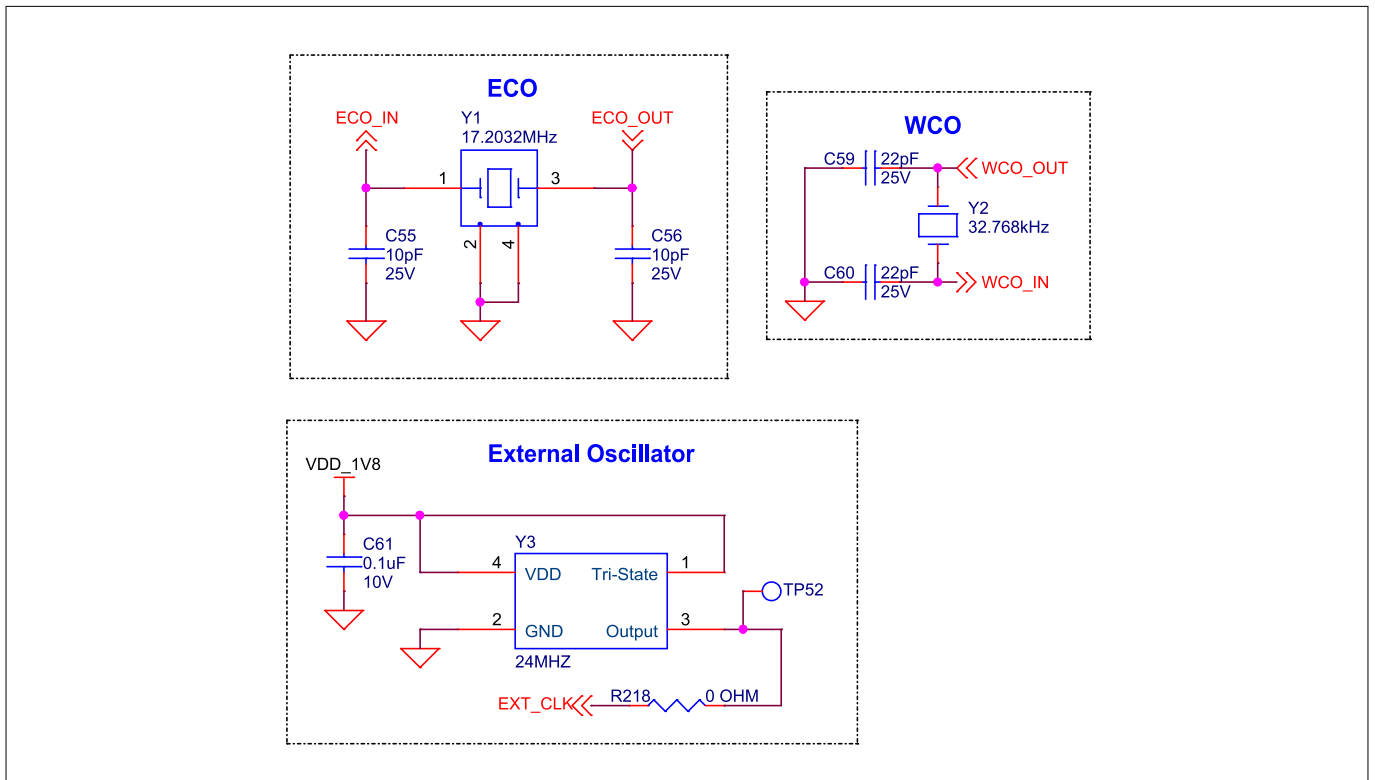 ECO
ECO_IN
Y1
17.2032MHz
ECO_OUT
1
3
2
4
C55
10pF
25V
C56
10pF
25V
WCO
C59
22pF
25V
WCO_OUT
Y2
32.768kHz
C60
22pF
25V
WCO_IN
External Oscillator
VDD_1V8
C61
0.1uF
10V
Y3
4
VDD
Tri-State
1
TP52
2
GND
Output
3
24MHZ
EXT_CLK
R218
0 OHM